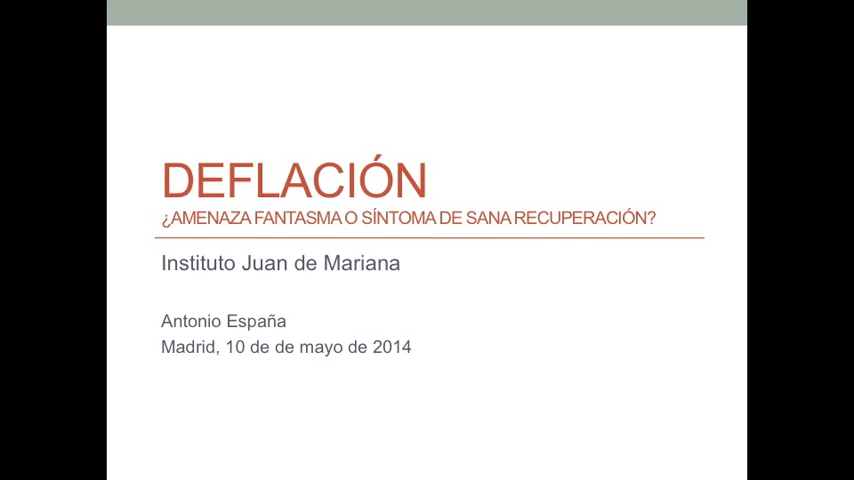 DEFLACIÓN
¿AMENAZA FANTASMA O SÍNTOMA DE SANA RECUPERACIÓN?
Instituto Juan de Mariana
Antonio España
Madrid, 10 de de mayo de 2014